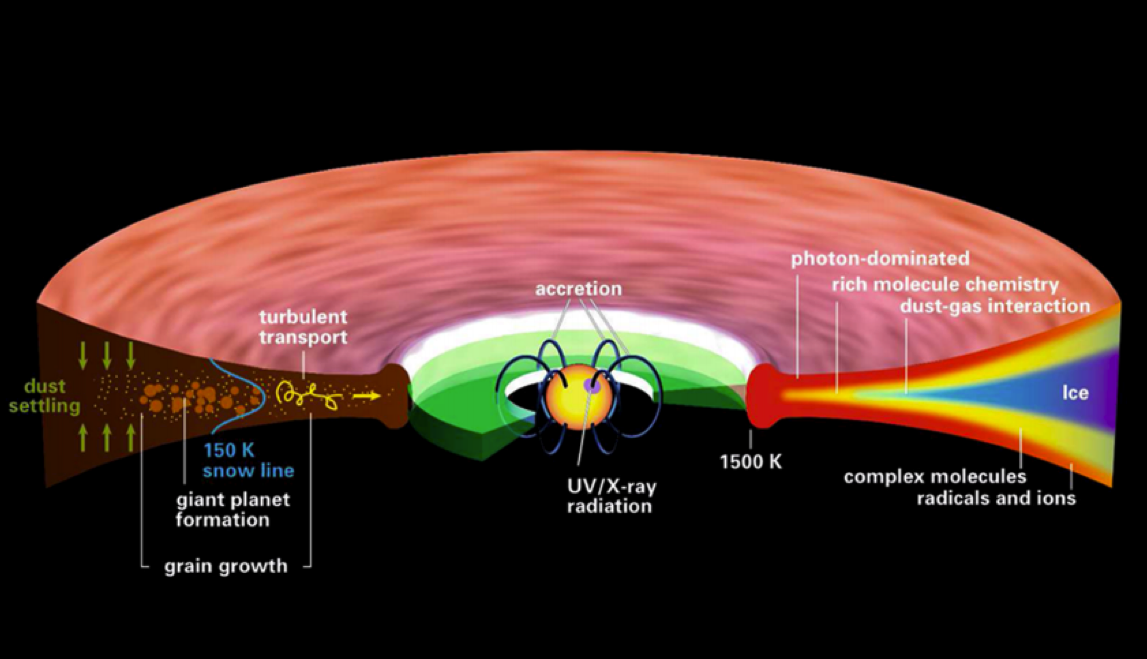 photon-dominated
rich molecule chemistry
dust-gas interaction
accretion
turbulent
transport
dust
settling
Ice
150 K
snow line
1500 K
giant planet
formation
UV/X-ray
radiation
complex molecules
radicals and ions
grain growth